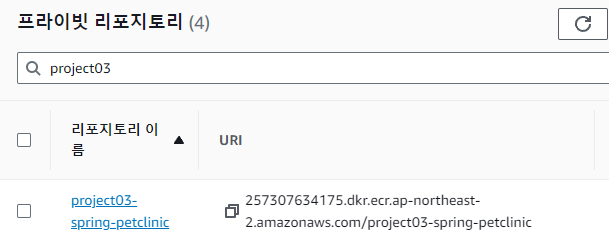 프라이빗 리포지토리 (4)
project03
리포지토리 이
름
URI
project03-
spring-petclinic
257307634175.dkr.ecr.ap-northeast-
2.amazonaws.com/project03-spring-petclinic